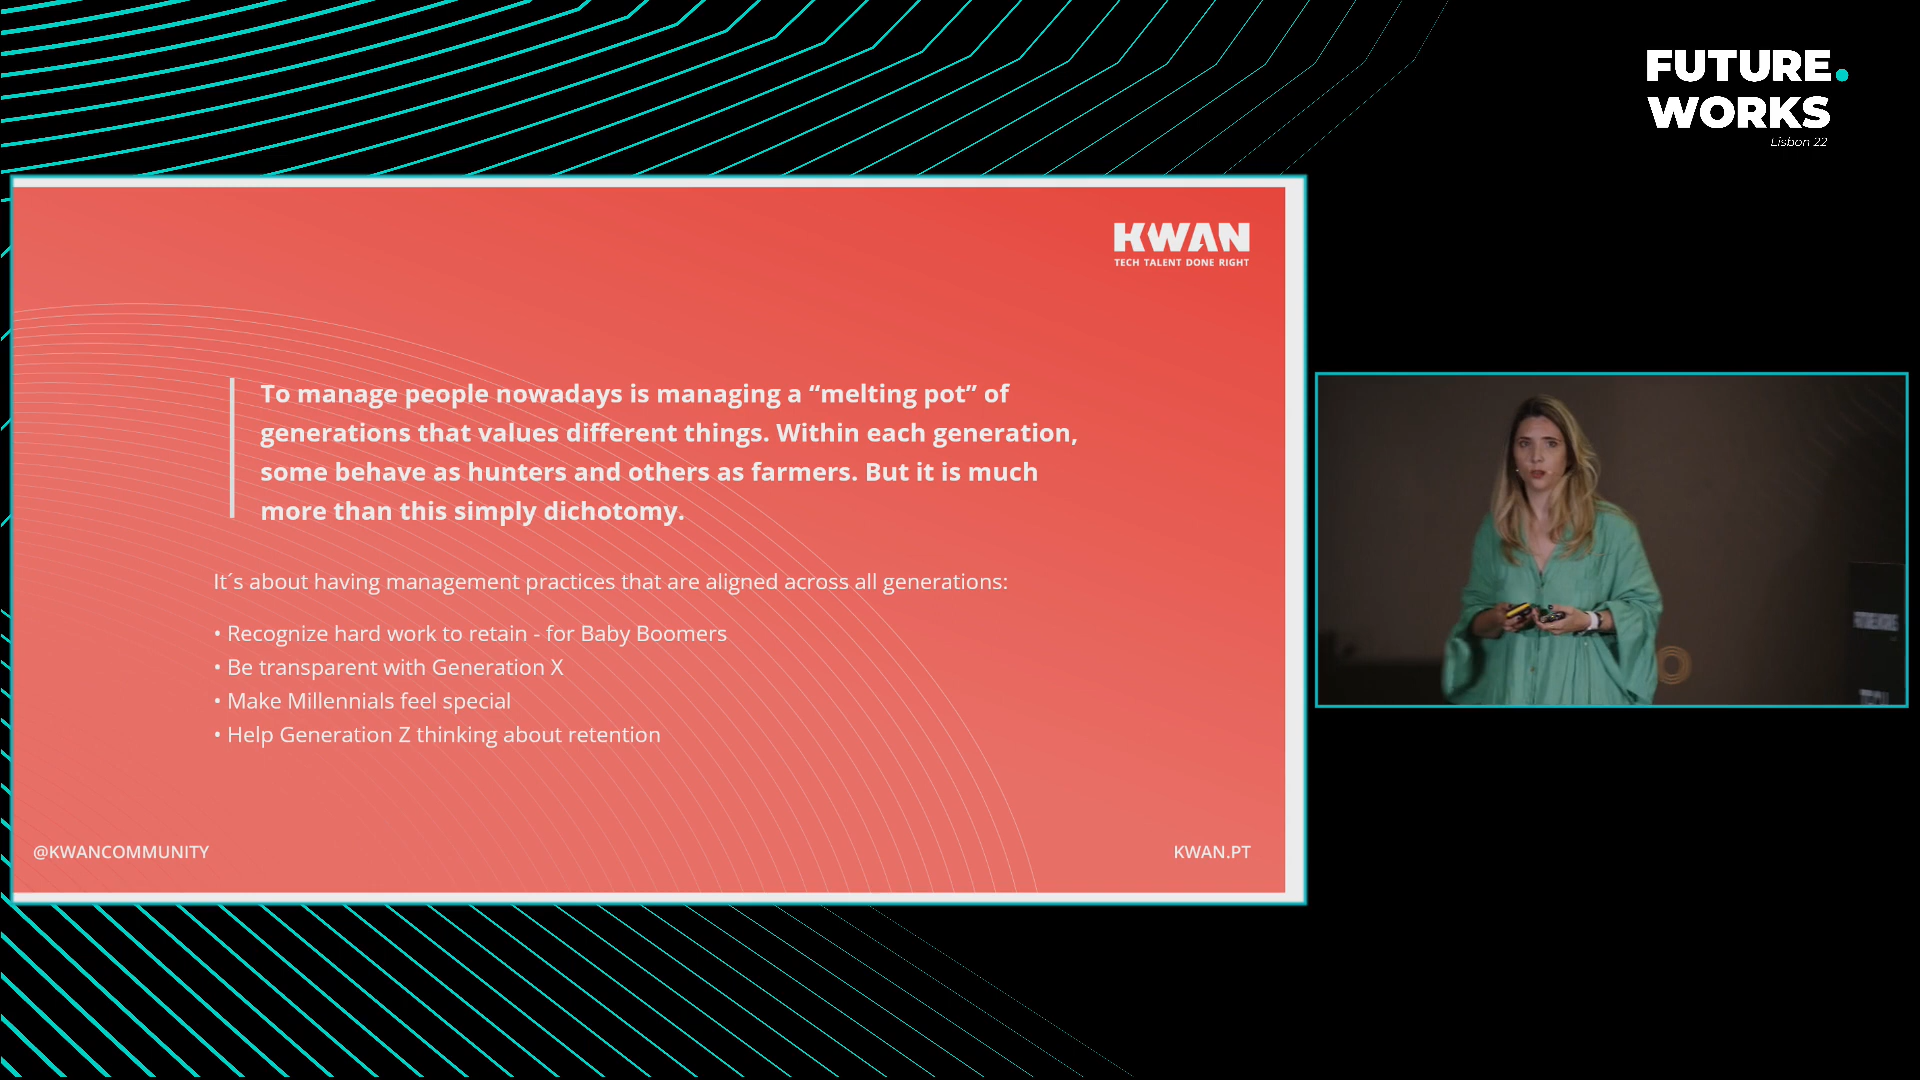 FUTURE.
WORKS
Lisbon 22
KWAN
TECH TALENT DONE RIGHT
To manage people nowadays is managing a “melting pot” of
generations that values different things. Within each generation,
some behave as hunters and others as farmers. But it is much
more than this simply dichotomy.
It´s about having management practices that are aligned across all generations:
• Recognize hard work to retain - for Baby Boomers
• Be transparent with Generation X
• Make Millennials feel special
• Help Generation Z thinking about retention
@KWANCOMMUNITY
KWAN.PT